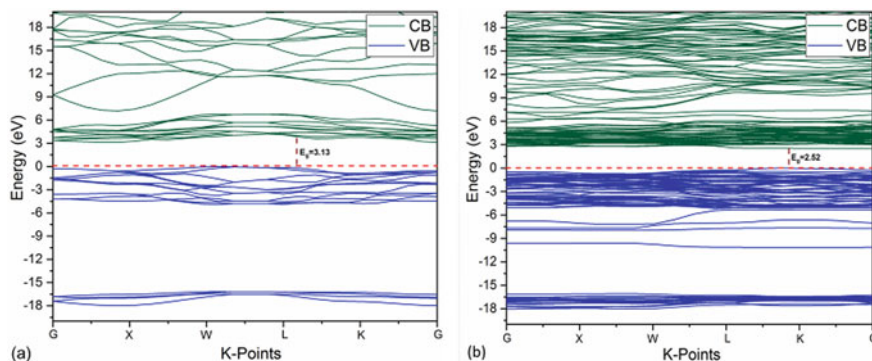 18
15
12
9
6
3
0
-3
-6
-9
-12
-15
-18
Energy (eV)
CB
VB
Eg=3.13
G X W L K G
K-Points
(a)
18
15
12
9
6
3
0
-3
-6
-9
-12
-15
-18
Energy (eV)
CB
VB
Eg=2.52
G X W L K
K-Points
(b)